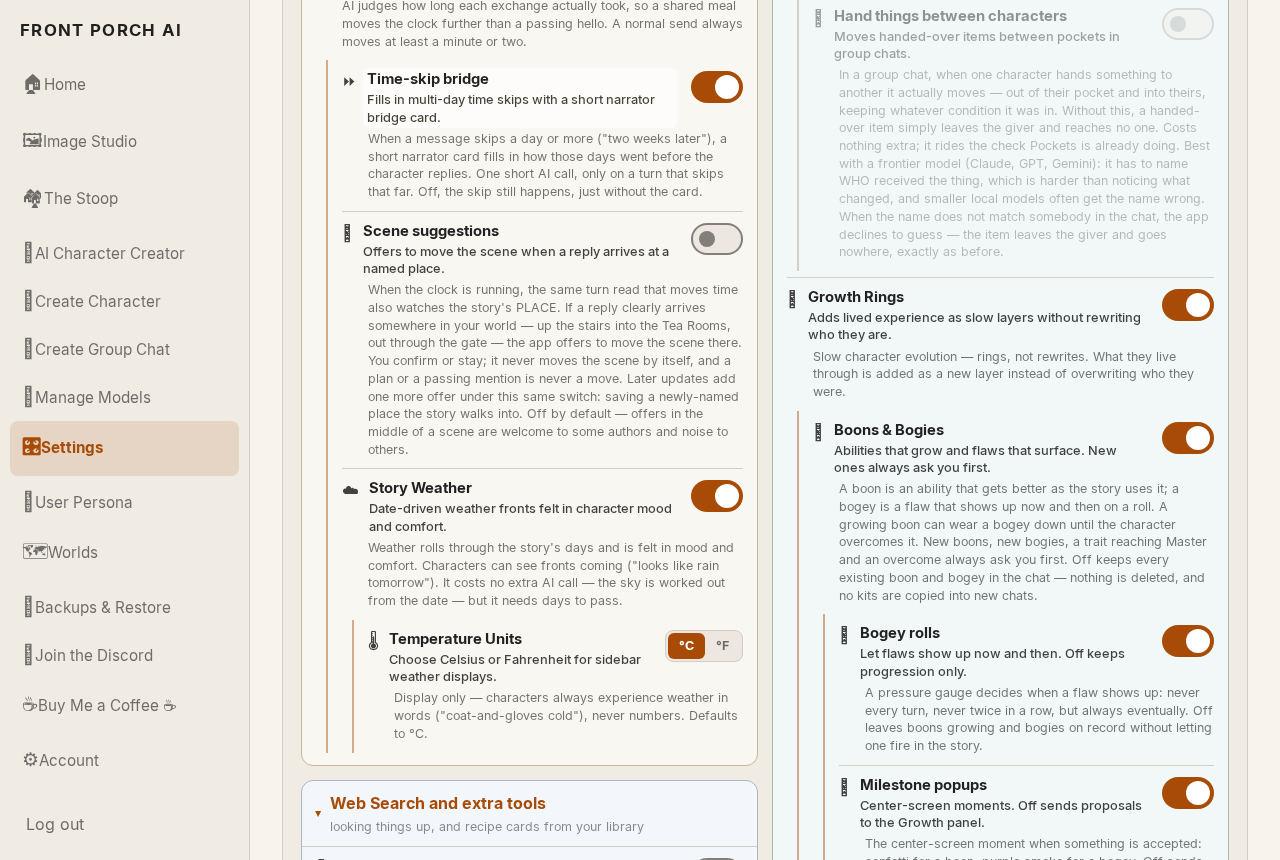 FRONT PORCH AI
Home
Image Studio
The Stoop
AI Character Creator
Create Character
Create Group Chat
Manage Models
Settings
User Persona
Worlds
Backups & Restore
Join the Discord
Buy Me a Coffee ☕
Account
Log out
AI judges how long each exchange actually took, so a shared meal
moves the clock further than a passing hello. A normal send always
moves at least a minute or two.
Time-skip bridge
Fills in multi-day time skips with a short narrator
bridge card.
When a message skips a day or more ("two weeks later"), a
short narrator card fills in how those days went before the
character replies. One short AI call, only on a turn that skips
that far. Off, the skip still happens, just without the card.
Scene suggestions
Offers to move the scene when a reply arrives at a
named place.
When the clock is running, the same turn read that moves time
also watches the story's PLACE. If a reply clearly arrives
somewhere in your world — up the stairs into the Tea Rooms,
out through the gate — the app offers to move the scene there.
You confirm or stay; it never moves the scene by itself, and a
plan or a passing mention is never a move. Later updates add
one more offer under this same switch: saving a newly-named
place the story walks into. Off by default — offers in the
middle of a scene are welcome to some authors and noise to
others.
Story Weather
Date-driven weather fronts felt in character mood
and comfort.
Weather rolls through the story's days and is felt in mood and
comfort. Characters can see fronts coming ("looks like rain
tomorrow"). It costs no extra AI call — the sky is worked out
from the date — but it needs days to pass.
Temperature Units
°C °F
Choose Celsius or Fahrenheit for sidebar
weather displays.
Display only — characters always experience weather in
words ("coat-and-gloves cold"), never numbers. Defaults
to °C.
Web Search and extra tools
looking things up, and recipe cards from your library
Hand things between characters
Moves handed-over items between pockets in
group chats.
In a group chat, when one character hands something to
another it actually moves — out of their pocket and into theirs,
keeping whatever condition it was in. Without this, a handed-
over item simply leaves the giver and reaches no one. Costs
nothing extra; it rides the check Pockets is already doing. Best
with a frontier model (Claude, GPT, Gemini): it has to name
WHO received the thing, which is harder than noticing what
changed, and smaller local models often get the name wrong.
When the name does not match somebody in the chat, the app
declines to guess — the item leaves the giver and goes
nowhere, exactly as before.
Growth Rings
Adds lived experience as slow layers without rewriting
who they are.
Slow character evolution — rings, not rewrites. What they live
through is added as a new layer instead of overwriting who they
were.
Boons & Bogies
Abilities that grow and flaws that surface. New
ones always ask you first.
A boon is an ability that gets better as the story uses it; a
bogey is a flaw that shows up now and then on a roll. A
growing boon can wear a bogey down until the character
overcomes it. New boons, new bogies, a trait reaching Master
and an overcome always ask you first. Off keeps every
existing boon and bogey in the chat — nothing is deleted, and
no kits are copied into new chats.
Bogey rolls
Let flaws show up now and then. Off keeps
progression only.
A pressure gauge decides when a flaw shows up: never
every turn, never twice in a row, but always eventually. Off
leaves boons growing and bogies on record without letting
one fire in the story.
Milestone popups
Center-screen moments. Off sends proposals
to the Growth panel.
The center-screen moment when something is accepted:
confetti for a boon, purple smoke for a bogey. Off sends